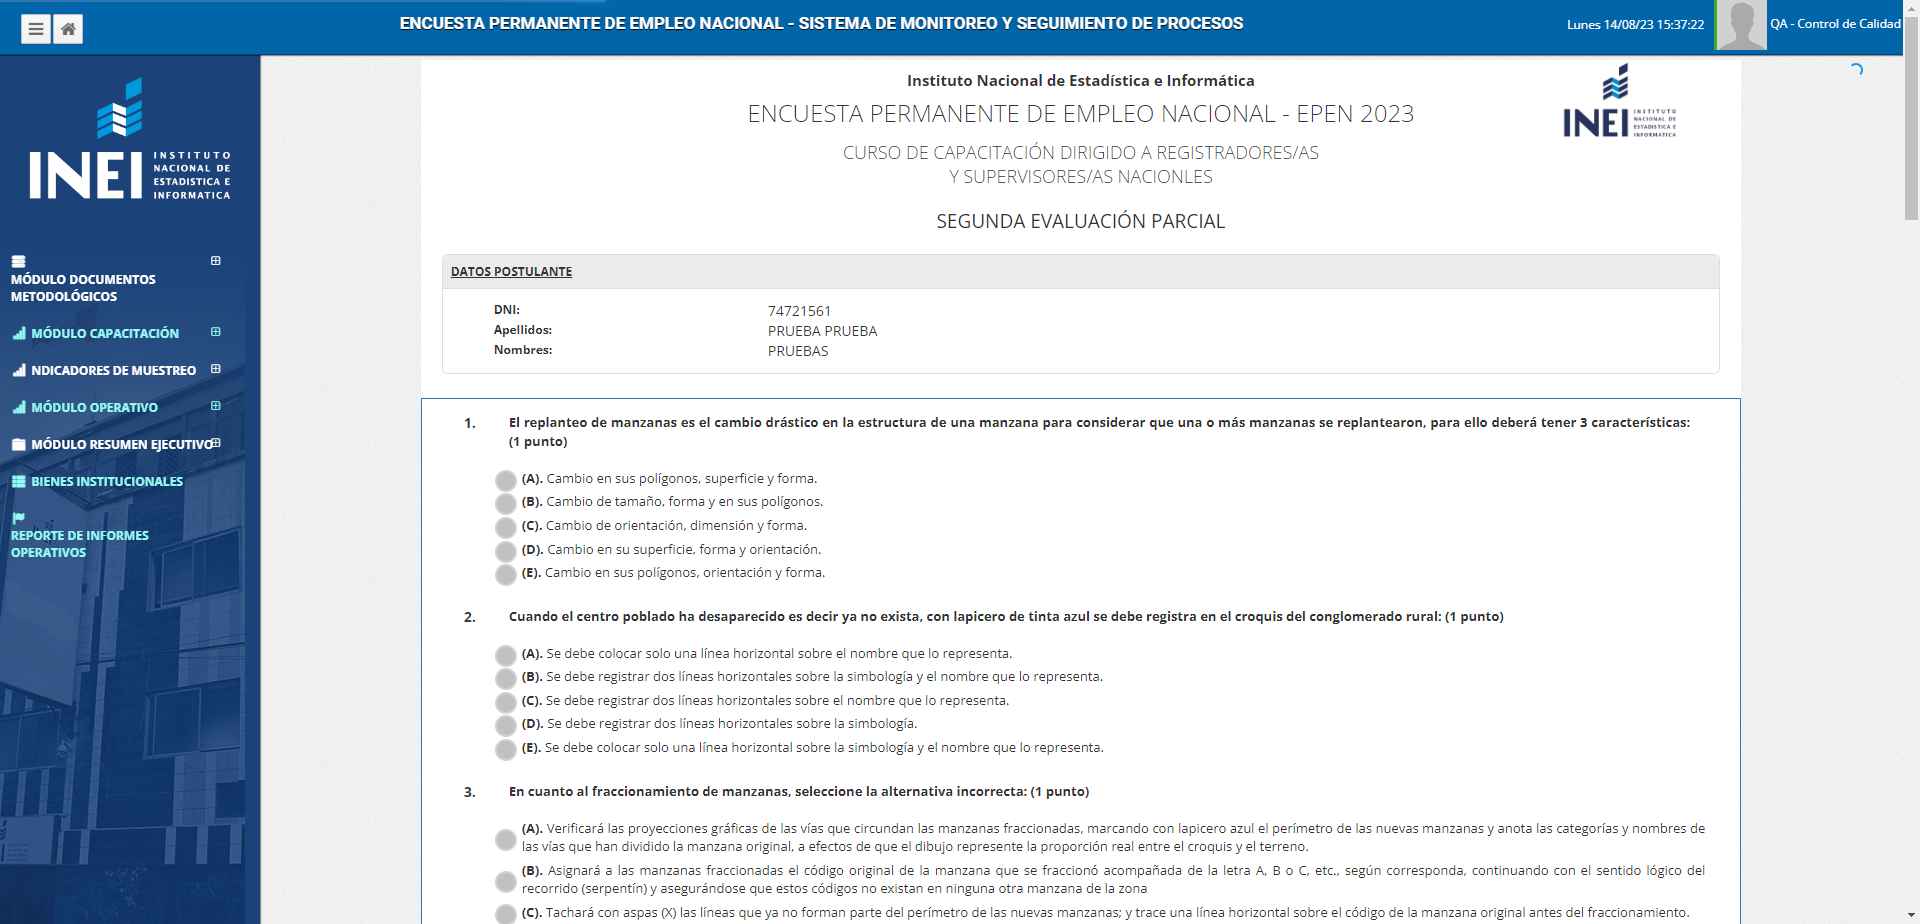 ENCUESTA PERMANENTE DE EMPLEO NACIONAL - SISTEMA DE MONITOREO Y SEGUIMIENTO DE PROCESOS
Lunes 14/08/23 15:37:22
QA - Control de Calidad
INEI
INSTITUTO
NACIONAL DE
ESTADISTICA E
INFORMATICA
MÓDULO DOCUMENTOS
METODOLÓGICOS
MÓDULO CAPACITACIÓN
NDICADORES DE MUESTREO
MÓDULO OPERATIVO
MÓDULO RESUMEN EJECUTIVO
BIENES INSTITUCIONALES
REPORTE DE INFORMES
OPERATIVOS
Instituto Nacional de Estadística e Informática
ENCUESTA PERMANENTE DE EMPLEO NACIONAL - EPEN 2023
CURSO DE CAPACITACIÓN DIRIGIDO A REGISTRADORES/AS
Y SUPERVISORES/AS NACIONLES
SEGUNDA EVALUACIÓN PARCIAL
INEI
INSTITUTO
NACIONAL DE
ESTADISTICA E
INFORMATICA
DATOS POSTULANTE
DNI: 74721561
Apellidos: PRUEBA PRUEBA
Nombres: PRUEBAS
1. El replanteo de manzanas es el cambio drástico en la estructura de una manzana para considerar que una o más manzanas se replantearon, para ello deberá tener 3 características:
(1 punto)
(A). Cambio en sus polígonos, superficie y forma.
(B). Cambio de tamaño, forma y en sus polígonos.
(C). Cambio de orientación, dimensión y forma.
(D). Cambio en su superficie, forma y orientación.
(E). Cambio en sus polígonos, orientación y forma.
2. Cuando el centro poblado ha desaparecido es decir ya no exista, con lapicero de tinta azul se debe registra en el croquis del conglomerado rural: (1 punto)
(A). Se debe colocar solo una línea horizontal sobre el nombre que lo representa.
(B). Se debe registrar dos líneas horizontales sobre la simbología y el nombre que lo representa.
(C). Se debe registrar dos líneas horizontales sobre el nombre que lo representa.
(D). Se debe registrar dos líneas horizontales sobre la simbología.
(E). Se debe colocar solo una línea horizontal sobre la simbología y el nombre que lo representa.
3. En cuanto al fraccionamiento de manzanas, seleccione la alternativa incorrecta: (1 punto)
(A). Verificará las proyecciones gráficas de las vías que circundan las manzanas fraccionadas, marcando con lapicero azul el perímetro de las nuevas manzanas y anota las categorías y nombres de
las vías que han dividido la manzana original, a efectos de que el dibujo represente la proporción real entre el croquis y el terreno.
(B). Asignará a las manzanas fraccionadas el código original de la manzana que se fraccionó acompañada de la letra A, B o C, etc., según corresponda, continuando con el sentido lógico del
recorrido (serpentín) y asegurándose que estos códigos no existan en ninguna otra manzana de la zona
(C). Tachará con aspas (X) las líneas que ya no forman parte del perímetro de las nuevas manzanas; y trace una línea horizontal sobre el código de la manzana original antes del fraccionamiento.